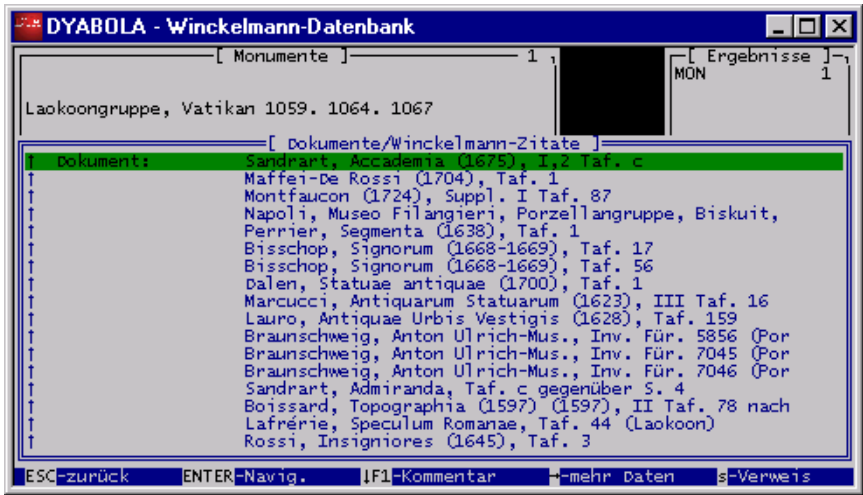 DYABOLA - Winckelmann-Datenbank
[ Monumente ] 1
[ Ergebnisse ]
MON 1
Laokoongruppe, Vatikan 1059. 1064. 1067
[ Dokumente/Winckelmann-Zitate ]
↑ Dokument: Sandrart, Accademia (1675), I,2 Taf. c
↑ Maffei-De Rossi (1704), Taf. 1
↑ Montfaucon (1724), Suppl. I Taf. 87
↑ Napoli, Museo Filangieri, Porzellangruppe, Biskuit,
↑ Perrier, Segmenta (1638), Taf. 1
↑ Bisschop, Signorum (1668-1669), Taf. 17
↑ Bisschop, Signorum (1668-1669), Taf. 56
↑ Dalen, Statuae antiquae (1700), Taf. 1
↑ Marcucci, Antiquarum Statuarum (1623), III Taf. 16
↑ Lauro, Antiquae Urbis Vestigis (1628), Taf. 159
↑ Braunschweig, Anton Ulrich-Mus., Inv. Für. 5856 (Por
↑ Braunschweig, Anton Ulrich-Mus., Inv. Für. 7045 (Por
↑ Braunschweig, Anton Ulrich-Mus., Inv. Für. 7046 (Por
↑ Sandrart, Admiranda, Taf. c gegenüber S. 4
↑ Boissard, Topographia (1597) (1597), II Taf. 78 nach
↑ Lafrérie, Speculum Romanae, Taf. 44 (Laokoon)
↑ Rossi, Insigniores (1645), Taf. 3
ESC-zurück ENTER-Navig. ↓F1-Kommentar →-mehr Daten s-Verweis